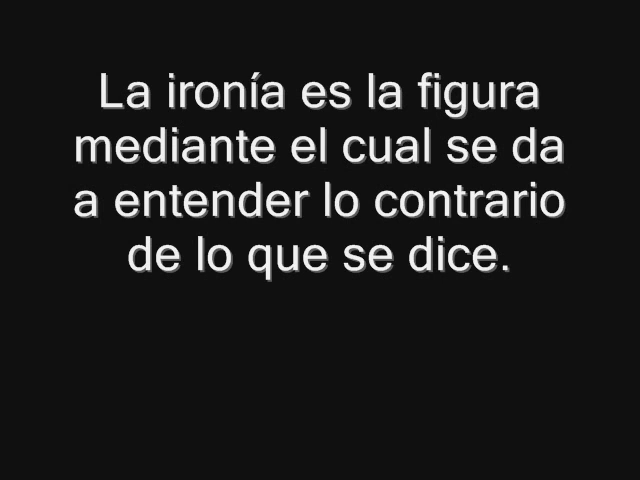 La ironía es la figura
mediante el cual se da
a entender lo contrario
de lo que se dice.